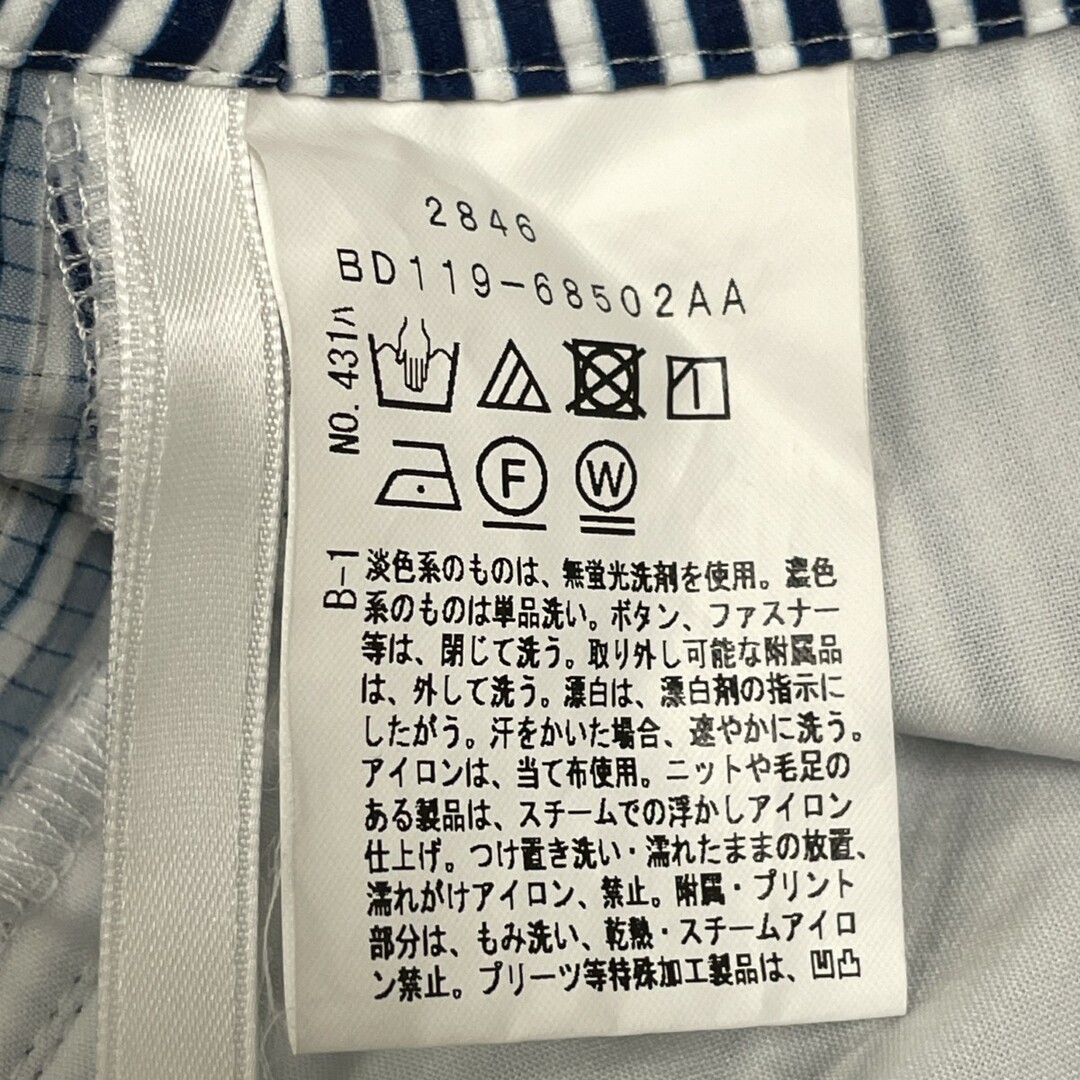 2846
BD119-68502AA
NO. 431ハ
F
W
B-1
淡色系のものは、無蛍光洗剤を使用。濃色
系のものは単品洗い。ボタン、ファスナー
等は、閉じて洗う。取り外し可能な附属品
は、外して洗う。漂白は、漂白剤の指示に
したがう。汗をかいた場合、速やかに洗う。
アイロンは、当て布使用。ニットや毛足の
ある製品は、スチームでの浮かしアイロン
仕上げ。つけ置き洗い・濡れたままの放置、
濡れがけアイロン、禁止。附属・プリント
部分は、もみ洗い、乾熱・スチームアイロ
ン禁止。プリーツ等特殊加工製品は、凹凸